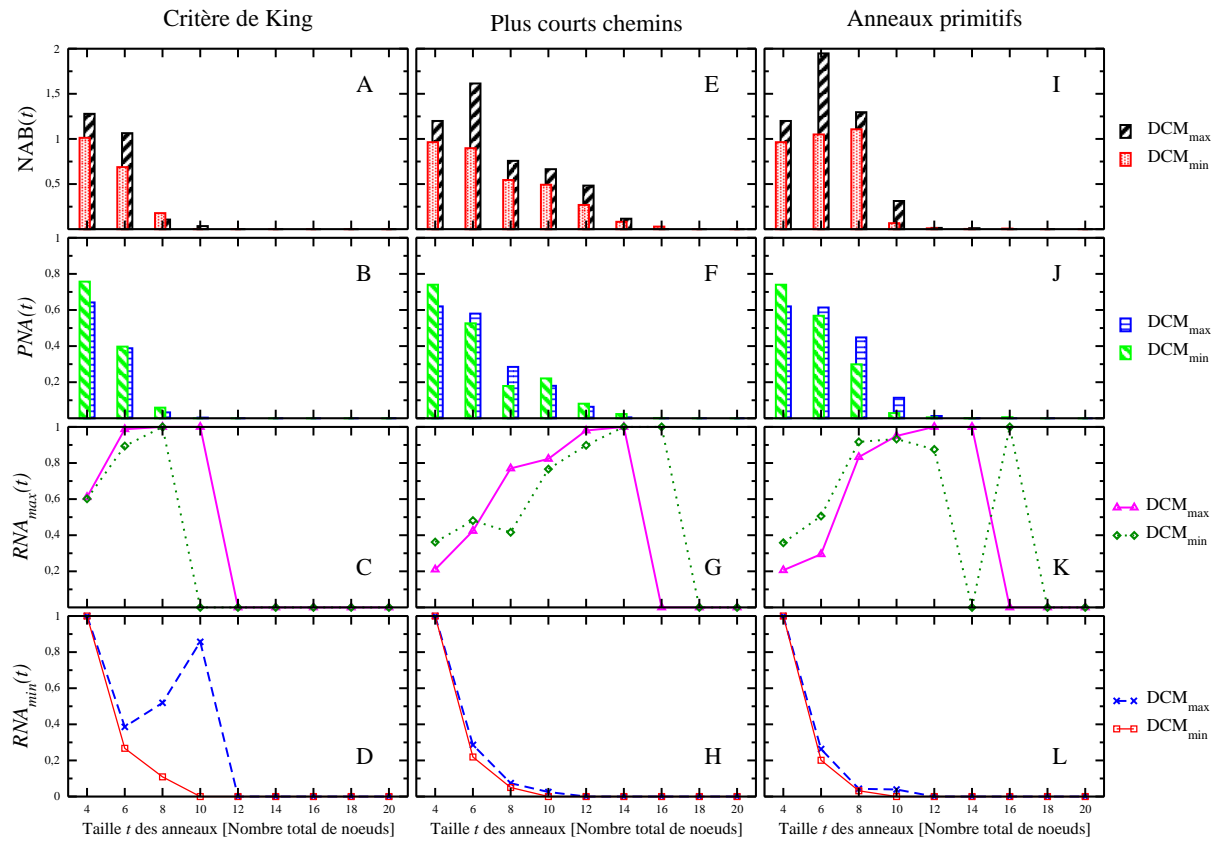 Critère de King
Plus courts chemins
Anneaux primitifs
NAB(t)
2
1,5
1
0,5
A
E
I
DCMmax
DCMmin
PNA(t)
1
0,8
0,6
0,4
0,2
B
F
J
DCMmax
DCMmin
RNAmax(t)
1
0,8
0,6
0,4
0,2
C
G
K
DCMmax
DCMmin
RNAmin(t)
1
0,8
0,6
0,4
0,2
0
D
H
L
DCMmax
DCMmin
4 6 8 10 12 14 16 18 20
4 6 8 10 12 14 16 18 20
4 6 8 10 12 14 16 18 20
Taille t des anneaux [Nombre total de noeuds]
Taille t des anneaux [Nombre total de noeuds]
Taille t des anneaux [Nombre total de noeuds]